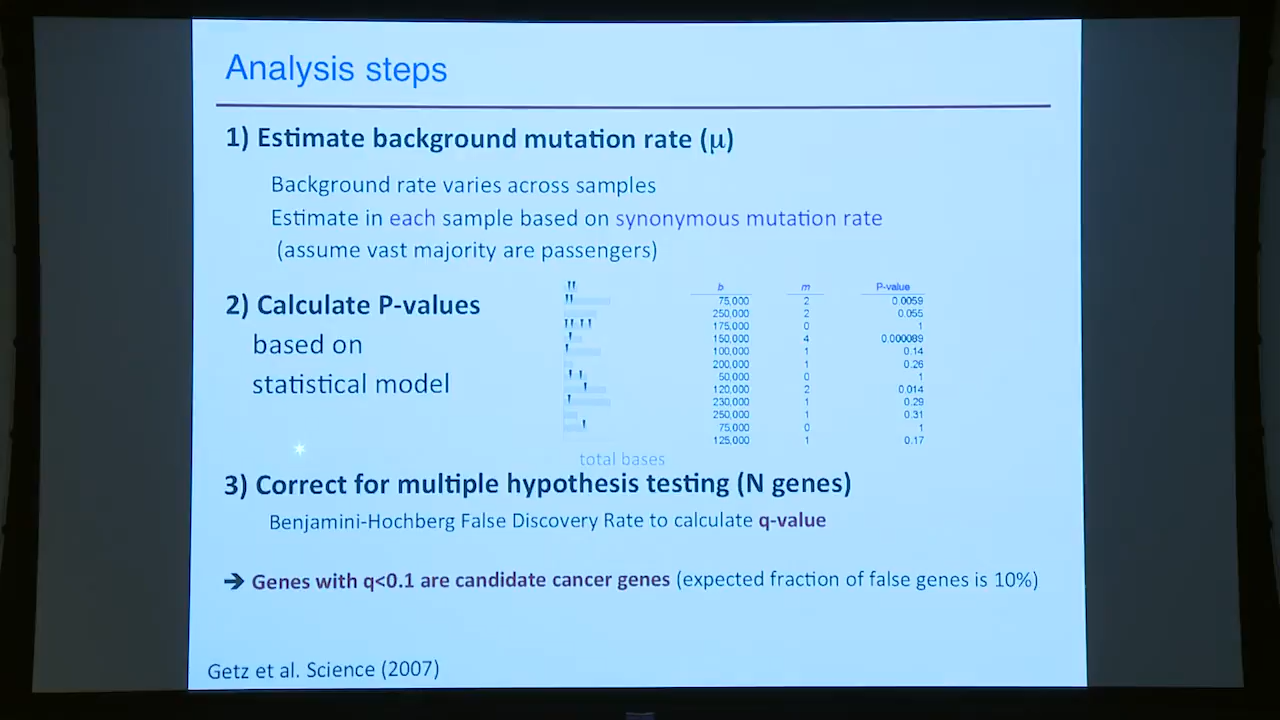 Analysis steps
1) Estimate background mutation rate (μ)
Background rate varies across samples
Estimate in each sample based on synonymous mutation rate
(assume vast majority are passengers)
2) Calculate P-values
based on
statistical model
b m P-value
75,000 2 0.0059
250,000 2 0.055
175,000 0 1
150,000 4 0.000089
100,000 1 0.14
200,000 1 0.26
50,000 0 1
120,000 2 0.014
230,000 1 0.29
250,000 1 0.31
75,000 0 1
125,000 1 0.17
total bases
3) Correct for multiple hypothesis testing (N genes)
Benjamini-Hochberg False Discovery Rate to calculate q-value
➔ Genes with q<0.1 are candidate cancer genes (expected fraction of false genes is 10%)
Getz et al. Science (2007)